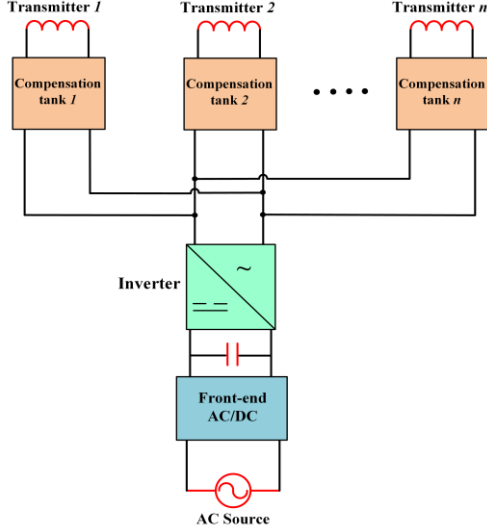 Transmitter 1
Transmitter 2
Transmitter n
Compensation
tank 1
Compensation
tank 2
Compensation
tank n
Inverter
~
Front-end
AC/DC
AC Source